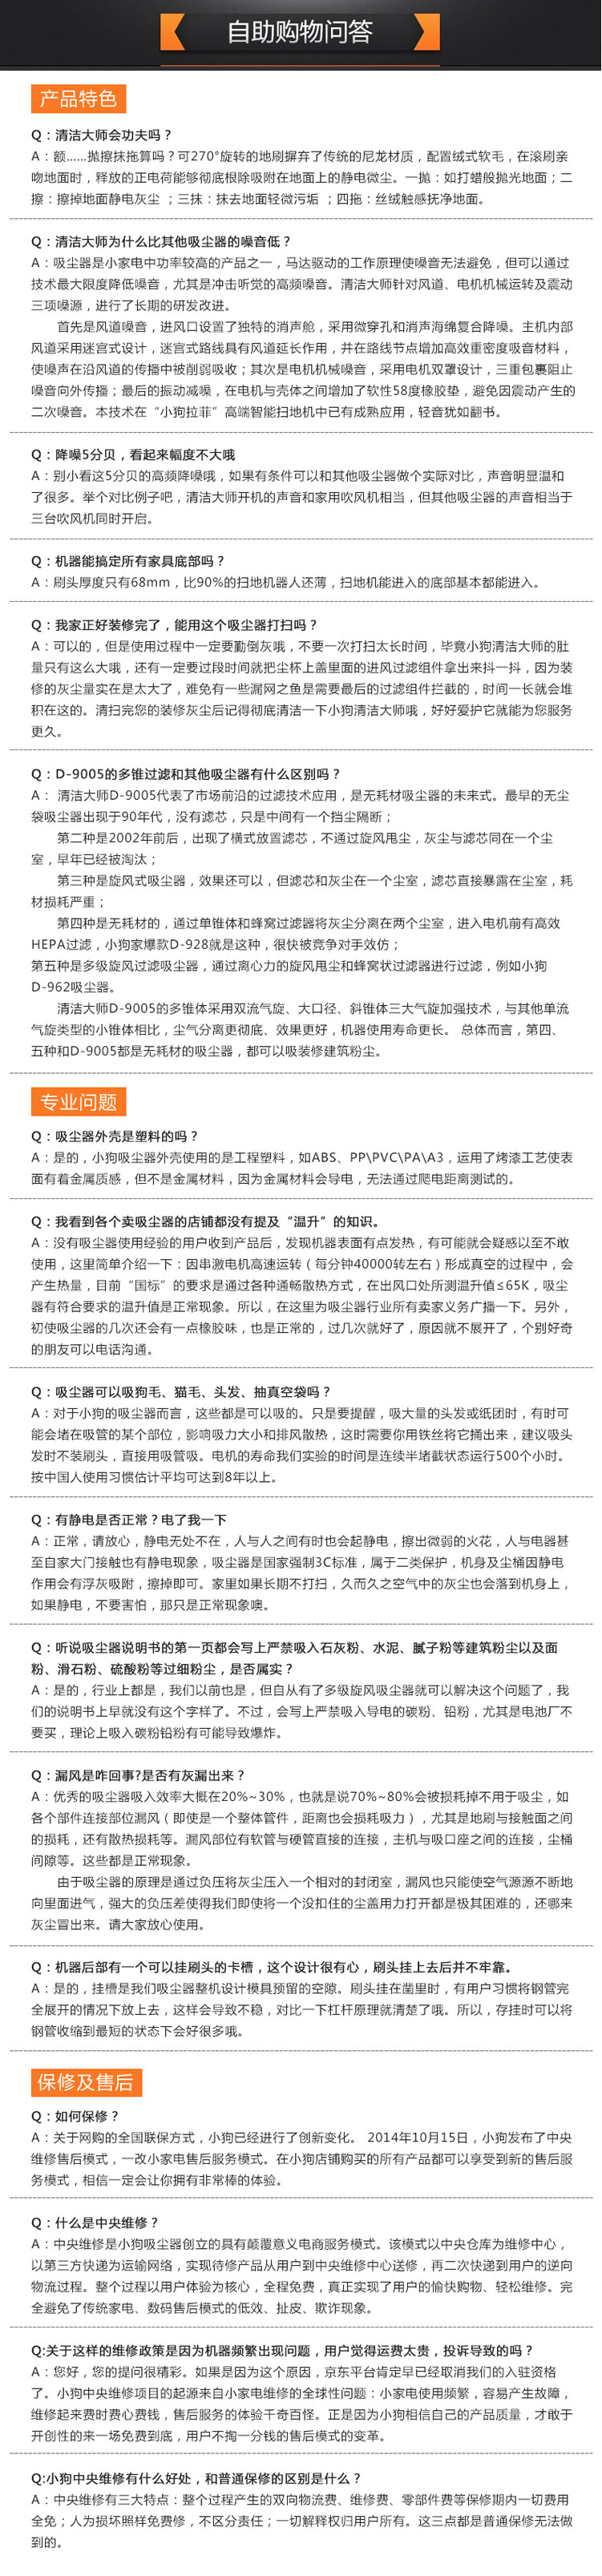 自助购物问答
产品特色
Q：清洁大师会功夫吗？
A：额......抛擦抹拖算吗？可270°旋转的地刷摒弃了传统的尼龙材质，配置绒式软毛，在滚刷亲
吻地面时，释放的正电荷能够彻底根除吸附在地面上的静电微尘。一抛：如打蜡般抛光地面；二
擦：擦掉地面静电灰尘 ；三抹：抹去地面轻微污垢 ；四拖：丝绒触感抚净地面。
Q：清洁大师为什么比其他吸尘器的噪音低？
A：吸尘器是小家电中功率较高的产品之一，马达驱动的工作原理使噪音无法避免，但可以通过
技术最大限度降低噪音，尤其是冲击听觉的高频噪音。清洁大师针对风道、电机机械运转及震动
三项噪源，进行了长期的研发改进。
首先是风道噪音，进风口设置了独特的消声舱，采用微穿孔和消声海绵复合降噪。主机内部
风道采用迷宫式设计，迷宫式路线具有风道延长作用，并在路线节点增加高效重密度吸音材料，
使噪声在沿风道的传播中被削弱吸收；其次是电机机械噪音，采用电机双罩设计，三重包裹阻止
噪音向外传播；最后的振动减噪，在电机与壳体之间增加了软性58度橡胶垫，避免因震动产生的
二次噪音。本技术在“小狗拉菲”高端智能扫地机中已有成熟应用，轻音犹如翻书。
Q：降噪5分贝，看起来幅度不大哦
A：别小看这5分贝的高频降噪哦，如果有条件可以和其他吸尘器做个实际对比，声音明显温和
了很多。举个对比例子吧，清洁大师开机的声音和家用吹风机相当，但其他吸尘器的声音相当于
三台吹风机同时开启。
Q：机器能搞定所有家具底部吗？
A：刷头厚度只有68mm，比90%的扫地机器人还薄，扫地机能进入的底部基本都能进入。
Q：我家正好装修完了，能用这个吸尘器打扫吗？
A：可以的，但是使用过程中一定要勤倒灰哦，不要一次打扫太长时间，毕竟小狗清洁大师的肚
量只有这么大哦，还有一定要过段时间就把尘杯上盖里面的进风过滤组件拿出来抖一抖，因为装
修的灰尘量实在是太大了，难免有一些漏网之鱼是需要最后的过滤组件拦截的，时间一长就会堆
积在这的。清扫完您的装修灰尘后记得彻底清洁一下小狗清洁大师哦，好好爱护它就能为您服务
更久。
Q：D-9005的多锥过滤和其他吸尘器有什么区别吗？
A： 清洁大师D-9005代表了市场前沿的过滤技术应用，是无耗材吸尘器的未来式。最早的无尘
袋吸尘器出现于90年代，没有滤芯，只是中间有一个挡尘隔断；
第二种是2002年前后，出现了横式放置滤芯，不通过旋风甩尘，灰尘与滤芯同在一个尘
室，早年已经被淘汰；
第三种是旋风式吸尘器，效果还可以，但滤芯和灰尘在一个尘室，滤芯直接暴露在尘室，耗
材损耗严重；
第四种是无耗材的，通过单锥体和蜂窝过滤器将灰尘分离在两个尘室，进入电机前有高效
HEPA过滤，小狗家爆款D-928就是这种，很快被竞争对手效仿；
第五种是多级旋风过滤吸尘器，通过离心力的旋风甩尘和蜂窝状过滤器进行过滤，例如小狗
D-962吸尘器。
清洁大师D-9005的多锥体采用双流气旋、大口径、斜锥体三大气旋加强技术，与其他单流
气旋类型的小锥体相比，尘气分离更彻底、效果更好，机器使用寿命更长。 总体而言，第四、
五种和D-9005都是无耗材的吸尘器，都可以吸装修建筑粉尘。
专业问题
Q：吸尘器外壳是塑料的吗？
A：是的，小狗吸尘器外壳使用的是工程塑料，如ABS、PP\PVC\PA\A3，运用了烤漆工艺使表
面有着金属质感，但不是金属材料，因为金属材料会导电，无法通过爬电距离测试的。
Q：我看到各个卖吸尘器的店铺都没有提及“温升”的知识。
A：没有吸尘器使用经验的用户收到产品后，发现机器表面有点发热，有可能就会疑惑以至不敢
使用，这里简单介绍一下：因串激电机高速运转（每分钟40000转左右）形成真空的过程中，会
产生热量，目前“国标”的要求是通过各种通畅散热方式，在出风口处所测温升值≤65K，吸尘
器有符合要求的温升值是正常现象。所以，在这里为吸尘器行业所有卖家义务广播一下。另外，
初使吸尘器的几次还会有一点橡胶味，也是正常的，过几次就好了，原因就不展开了，个别好奇
的朋友可以电话沟通。
Q：吸尘器可以吸狗毛、猫毛、头发、抽真空袋吗？
A：对于小狗的吸尘器而言，这些都是可以吸的。只是要提醒，吸大量的头发或纸团时，有时可
能会堵在吸管的某个部位，影响吸力大小和排风散热，这时需要你用铁丝将它捅出来，建议吸头
发时不装刷头，直接用吸管吸。电机的寿命我们实验的时间是连续半堵截状态运行500个小时。
按中国人使用习惯估计平均可达到8年以上。
Q：有静电是否正常？电了我一下
A：正常，请放心，静电无处不在，人与人之间有时也会起静电，擦出微弱的火花，人与电器甚
至自家大门接触也有静电现象，吸尘器是国家强制3C标准，属于二类保护，机身及尘桶因静电
作用会有浮灰吸附，擦掉即可。家里如果长期不打扫，久而久之空气中的灰尘也会落到机身上，
如果静电，不要害怕，那只是正常现象噢。
Q：听说吸尘器说明书的第一页都会写上严禁吸入石灰粉、水泥、腻子粉等建筑粉尘以及面
粉、滑石粉、硫酸粉等过细粉尘，是否属实？
A：是的，行业上都是，我们以前也是，但自从有了多级旋风吸尘器就可以解决这个问题了，我
们的说明书上早就没有这个字样了。不过，会写上严禁吸入导电的碳粉、铅粉，尤其是电池厂不
要买，理论上吸入碳粉铅粉有可能导致爆炸。
Q：漏风是咋回事?是否有灰漏出来？
A：优秀的吸尘器吸入效率大概在20%~30%，也就是说70%~80%会被损耗掉不用于吸尘，如
各个部件连接部位漏风（即使是一个整体管件，距离也会损耗吸力），尤其是地刷与接触面之间
的损耗，还有散热损耗等。漏风部位有软管与硬管直接的连接，主机与吸口座之间的连接，尘桶
间隙等。这些都是正常现象。
由于吸尘器的原理是通过负压将灰尘压入一个相对的封闭室，漏风也只能使空气源源不断地
向里面进气，强大的负压差使得我们即使将一个没扣住的尘盖用力打开都是极其困难的，还哪来
灰尘冒出来。请大家放心使用。
Q：机器后部有一个可以挂刷头的卡槽，这个设计很有心，刷头挂上去后并不牢靠。
A：是的，挂槽是我们吸尘器整机设计模具预留的空隙。刷头挂在凿里时，有用户习惯将钢管完
全展开的情况下放上去，这样会导致不稳，对比一下杠杆原理就清楚了哦。所以，存挂时可以将
钢管收缩到最短的状态下会好很多哦。
保修及售后
Q：如何保修？
A：关于网购的全国联保方式，小狗已经进行了创新变化。 2014年10月15日，小狗发布了中央
维修售后模式，一改小家电售后服务模式。在小狗店铺购买的所有产品都可以享受到新的售后服
务模式，相信一定会让你拥有非常棒的体验。
Q：什么是中央维修？
A：中央维修是小狗吸尘器创立的具有颠覆意义电商服务模式。该模式以中央仓库为维修中心，
以第三方快递为运输网络，实现待修产品从用户到中央维修中心送修，再二次快递到用户的逆向
物流过程。整个过程以用户体验为核心，全程免费，真正实现了用户的愉快购物、轻松维修。完
全避免了传统家电、数码售后模式的低效、扯皮、欺诈现象。
Q:关于这样的维修政策是因为机器频繁出现问题，用户觉得运费太贵，投诉导致的吗？
A：您好，您的提问很精彩。如果是因为这个原因，京东平台肯定早已经取消我们的入驻资格
了。小狗中央维修项目的起源来自小家电维修的全球性问题：小家电使用频繁，容易产生故障，
维修起来费时费心费钱，售后服务的体验千奇百怪。正是因为小狗相信自己的产品质量，才敢于
开创性的来一场免费到底，用户不掏一分钱的售后模式的变革。
Q:小狗中央维修有什么好处，和普通保修的区别是什么？
A：中央维修有三大特点：整个过程产生的双向物流费、维修费、零部件费等保修期内一切费用
全免；人为损坏照样免费修，不区分责任；一切解释权归用户所有。这三点都是普通保修无法做
到的。